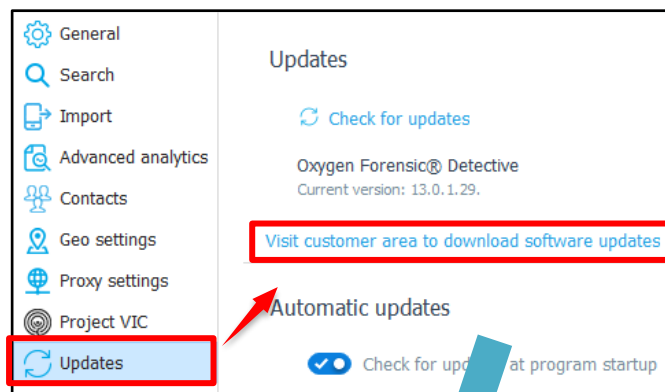 General
Search
Import
Advanced analytics
Contacts
Geo settings
Proxy settings
Project VIC
Updates
Updates
Check for updates
Oxygen Forensic® Detective
Current version: 13.0.1.29.
Visit customer area to download software updates
Automatic updates
Check for at program startup